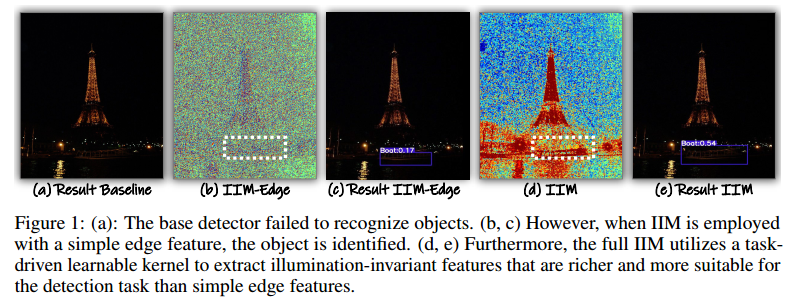 Boat:0.17
Boat:0.54
(a) Result Baseline
(b) IIM-Edge
(c) Result IIM-Edge
(d) IIM
(e) Result IIM
Figure 1: (a): The base detector failed to recognize objects. (b, c) However, when IIM is employed
with a simple edge feature, the object is identified. (d, e) Furthermore, the full IIM utilizes a task-
driven learnable kernel to extract illumination-invariant features that are richer and more suitable for
the detection task than simple edge features.